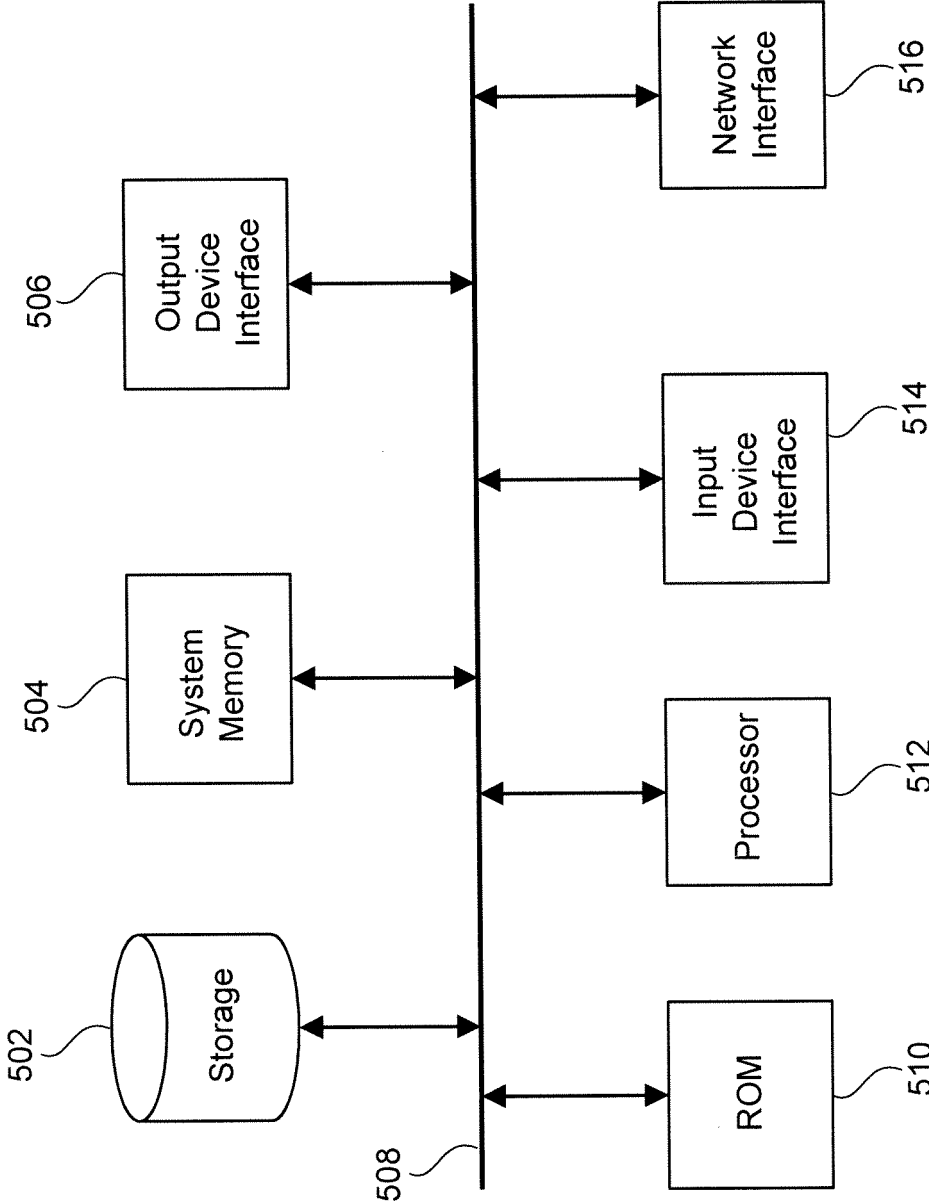 502
Storage
504
System
Memory
506
Output
Device
Interface
508
ROM
510
Processor
512
Input
Device
Interface
514
Network
Interface
516